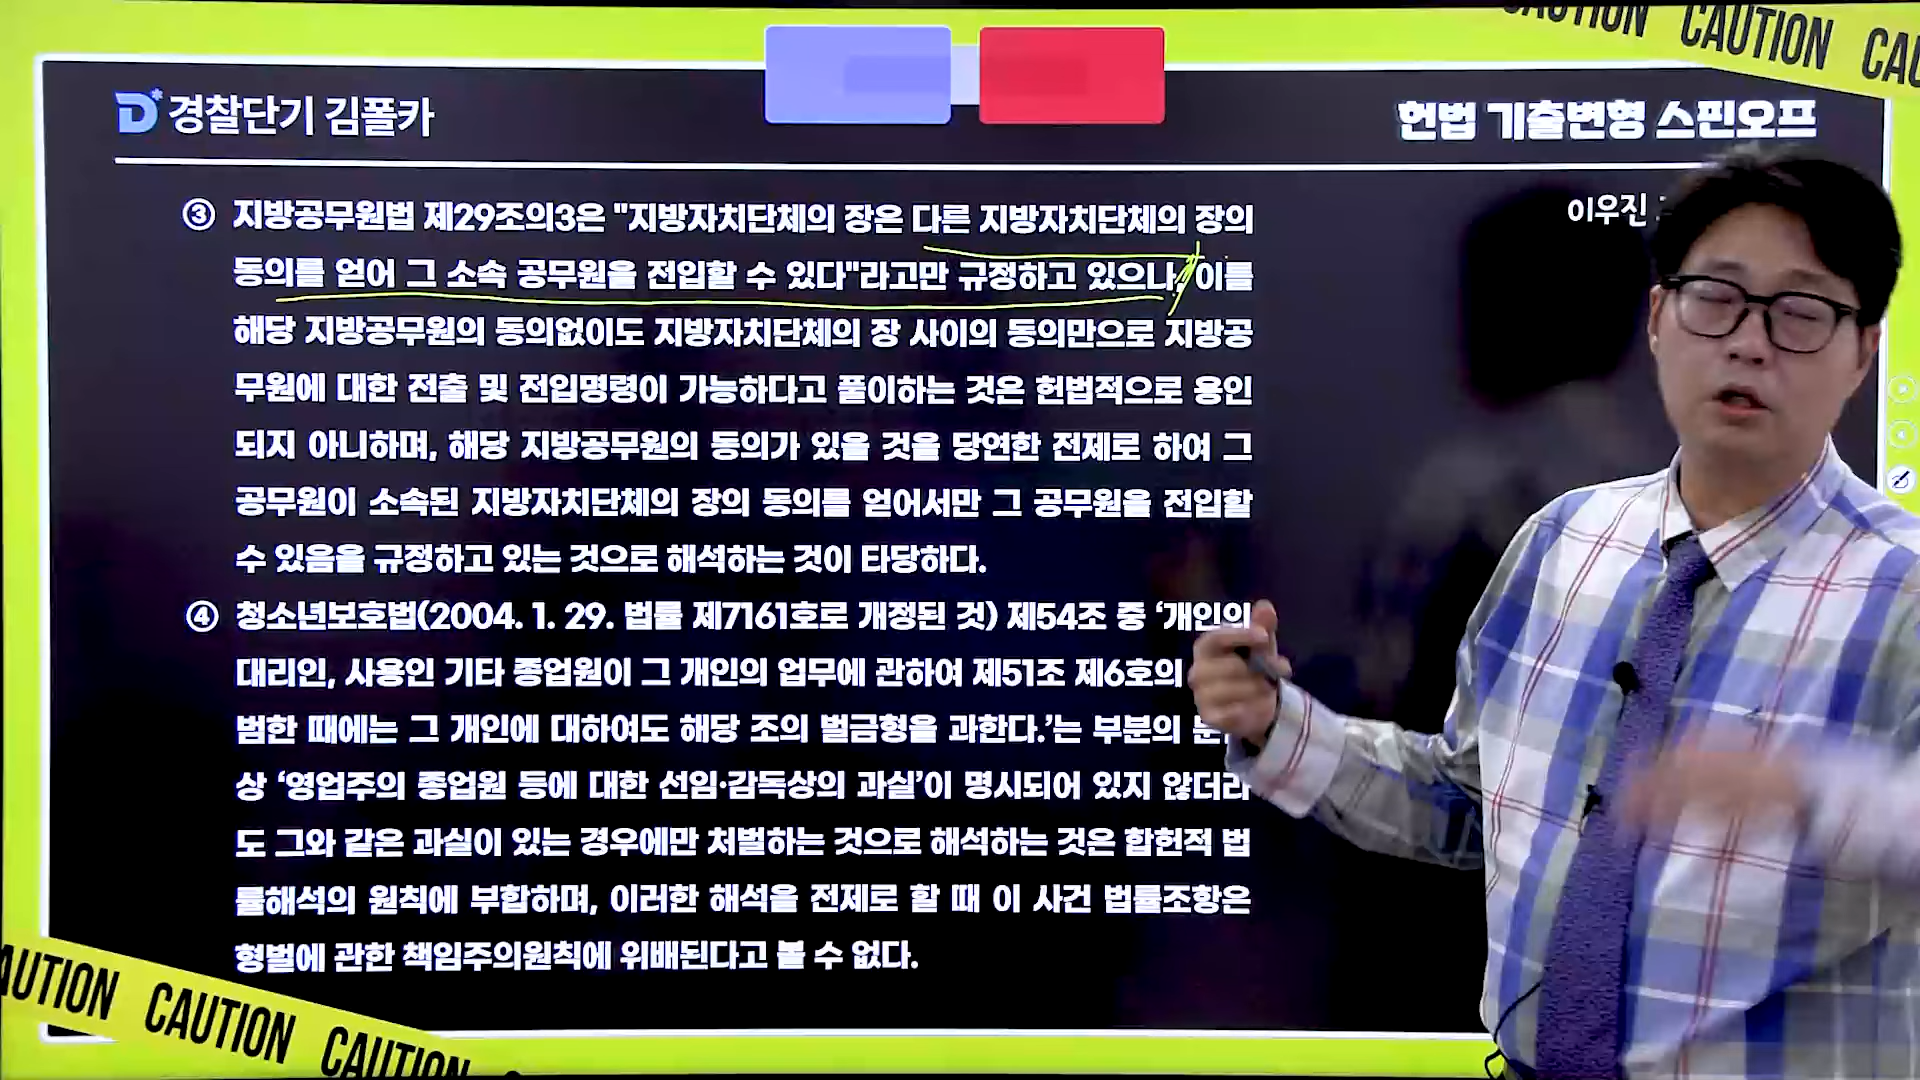 CAUTION CAUTION
경찰단기 김폴카
헌법 기출변형 스핀오프
이우진
③ 지방공무원법 제29조의3은 "지방자치단체의 장은 다른 지방자치단체의 장의
동의를 얻어 그 소속 공무원을 전입할 수 있다"라고만 규정하고 있으나, 이를
해당 지방공무원의 동의없이도 지방자치단체의 장 사이의 동의만으로 지방공
무원에 대한 전출 및 전입명령이 가능하다고 풀이하는 것은 헌법적으로 용인
되지 아니하며, 해당 지방공무원의 동의가 있을 것을 당연한 전제로 하여 그
공무원이 소속된 지방자치단체의 장의 동의를 얻어서만 그 공무원을 전입할
수 있음을 규정하고 있는 것으로 해석하는 것이 타당하다.
④ 청소년보호법(2004. 1. 29. 법률 제7161호로 개정된 것) 제54조 중 ‘개인의
대리인, 사용인 기타 종업원이 그 개인의 업무에 관하여 제51조 제6호의
범한 때에는 그 개인에 대하여도 해당 조의 벌금형을 과한다.’는 부분의
상 ‘영업주의 종업원 등에 대한 선임·감독상의 과실’이 명시되어 있지 않더라
도 그와 같은 과실이 있는 경우에만 처벌하는 것으로 해석하는 것은 합헌적 법
률해석의 원칙에 부합하며, 이러한 해석을 전제로 할 때 이 사건 법률조항은
형벌에 관한 책임주의원칙에 위배된다고 볼 수 없다.
CAUTION CAUTION